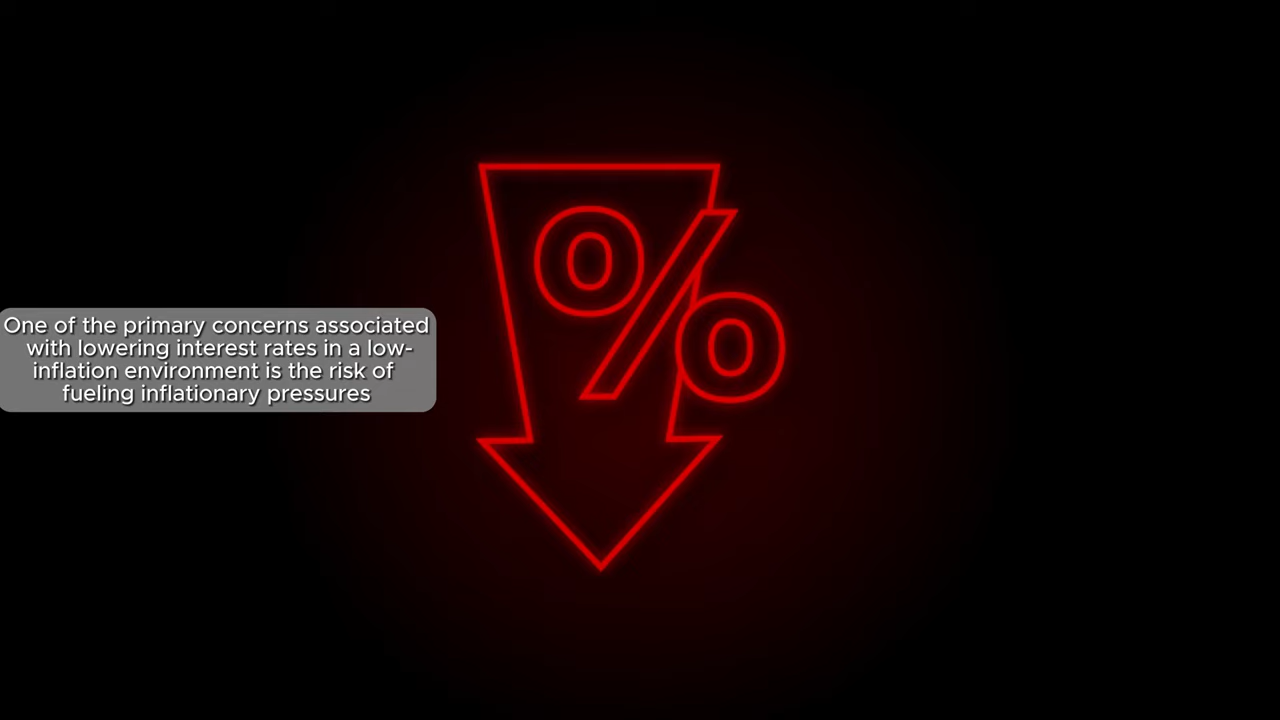 %
One of the primary concerns associated
with lowering interest rates in a low-
inflation environment is the risk of
fueling inflationary pressures